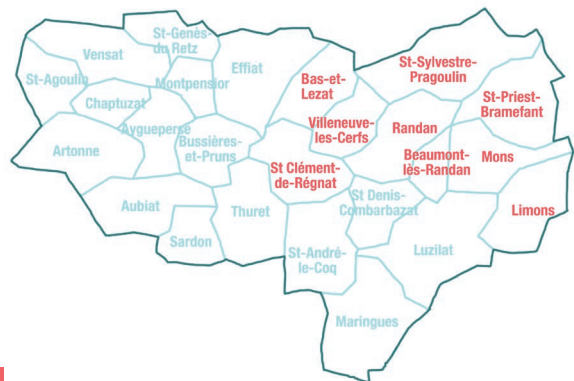 St-Genès-
du Retz
Vensat
St-Agoulin
Montpensier
Effiat
Chaptuzat
Aygueperse
Bussières-
et-Pruns
Artonne
Aubiat
Sardon
Thuret
Bas-et-
Lezat
St-Sylvestre-
Pragoulin
St-Priest-
Bramefant
Villeneuve-
les-Cerfs
Randan
Beaumont-
lès-Randan
Mons
Limons
St Clément-
de-Régnat
St Denis-
Combarbazat
St-André-
le-Coq
Luzilat
Maringues